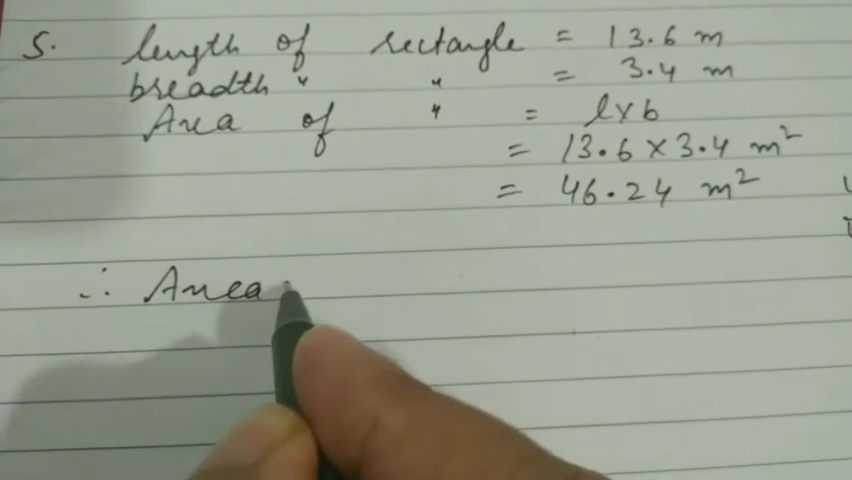 5. length of rectangle = 13.6 m
breadth " " = 3.4 m
Area of " = l x b
= 13.6 x 3.4 m²
= 46.24 m²
∴ Area